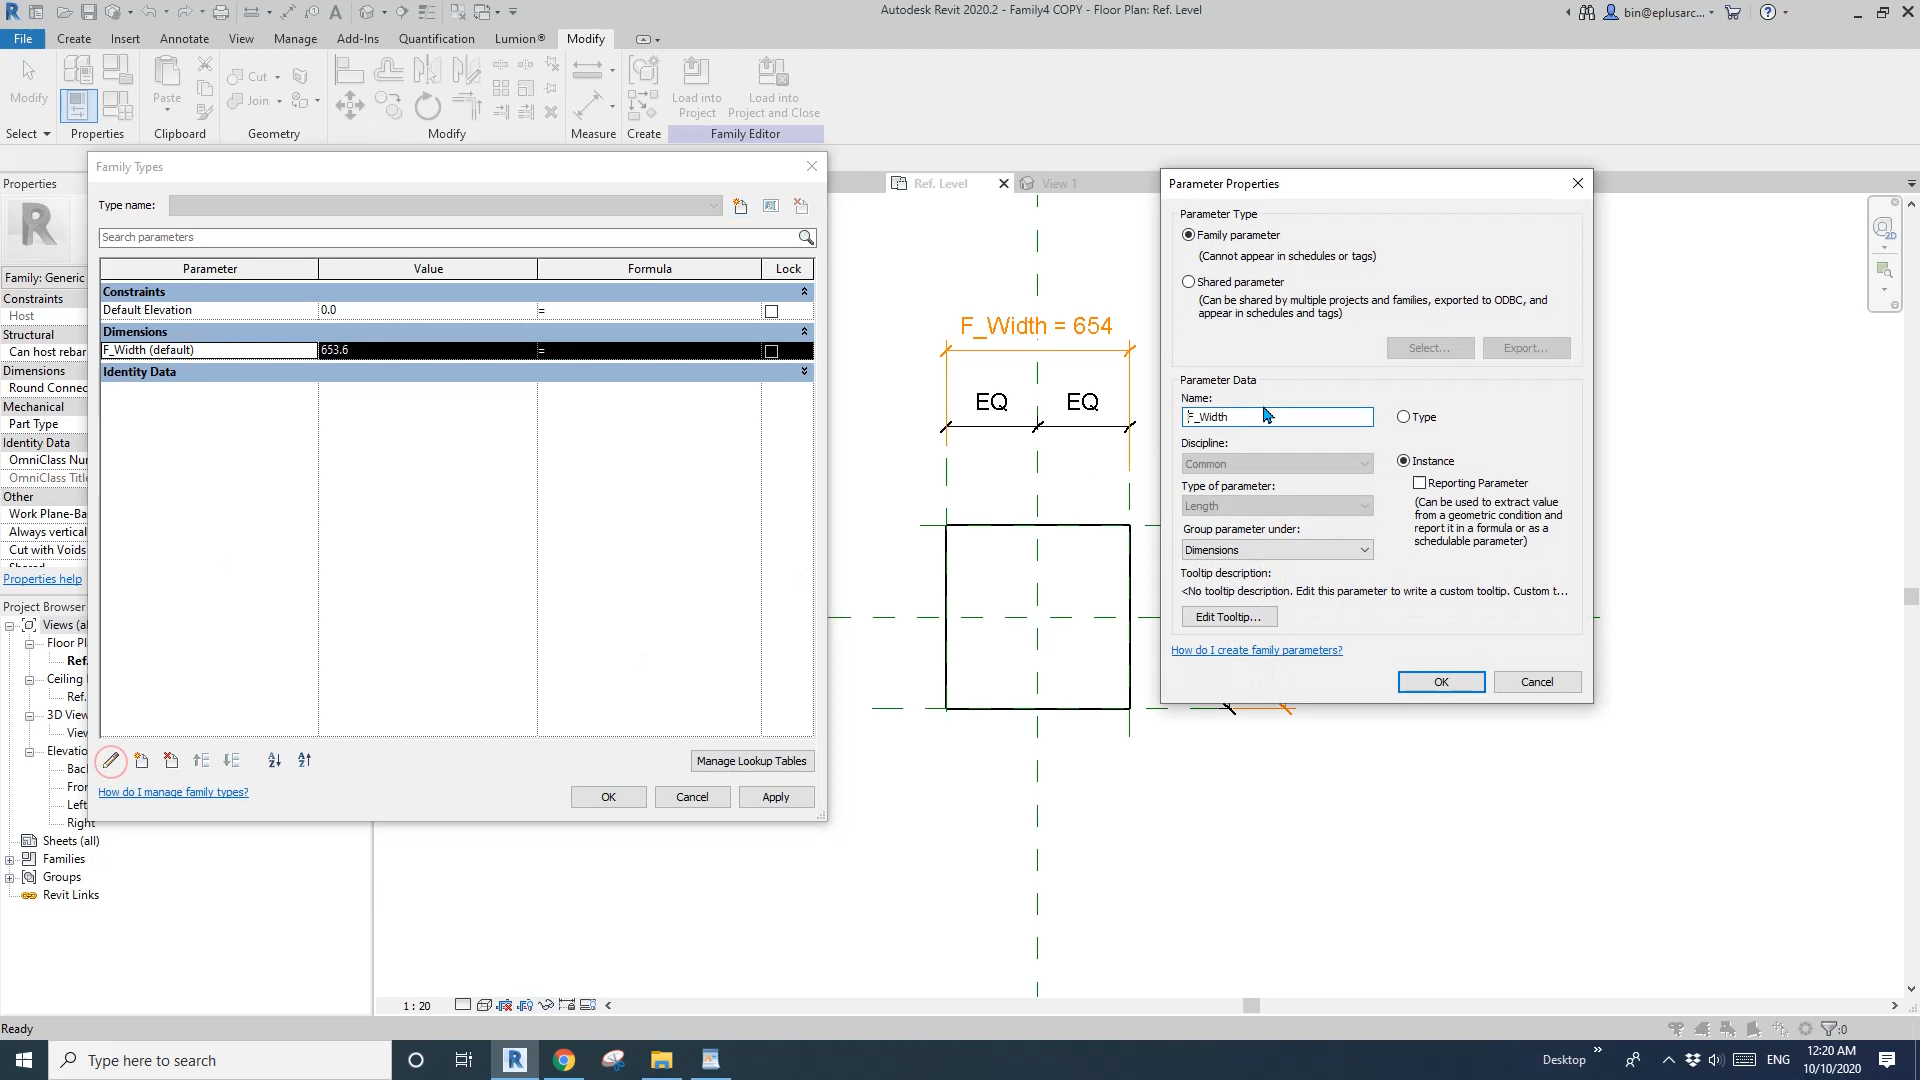 Autodesk Revit 2020.2 - Family4 COPY - Floor Plan: Ref. Level
bin@eplusarc...
File Create Insert Annotate View Manage Add-Ins Quantification Lumion® Modify
Modify
Paste
Cut
Join
Load into Project
Load into Project and Close
Select Properties Clipboard Geometry Modify Measure Create Family Editor
Properties
Family: Generic
Constraints
Host
Structural
Can host rebar
Dimensions
Round Connec
Mechanical
Part Type
Identity Data
OmniClass Nu
OmniClass Title
Other
Work Plane-Ba
Always vertical
Cut with Voids
Shared
Properties help
Project Browser
Views (al
Floor Pl
Ref.
Ceiling
Ref.
3D View
View
Elevatio
Bac
Fro
Left
Right
Sheets (all)
Families
Groups
Revit Links
Family Types
Type name:
Search parameters
Parameter Value Formula Lock
Constraints
Default Elevation 0.0 =
Dimensions
F_Width (default) 653.6 =
Identity Data
Manage Lookup Tables
How do I manage family types?
OK Cancel Apply
Ref. Level
View 1
F_Width = 654
EQ EQ
Parameter Properties
Parameter Type
Family parameter
(Cannot appear in schedules or tags)
Shared parameter
(Can be shared by multiple projects and families, exported to ODBC, and
appear in schedules and tags)
Select... Export...
Parameter Data
Name:
F_Width
Type
Discipline:
Common
Instance
Type of parameter:
Reporting Parameter
Length
(Can be used to extract value
from a geometric condition and
report it in a formula or as a
schedulable parameter)
Group parameter under:
Dimensions
Tooltip description:
<No tooltip description. Edit this parameter to write a custom tooltip. Custom t...
Edit Tooltip...
How do I create family parameters?
OK Cancel
2D
1 : 20
Ready
:0
Type here to search
Desktop
ENG
12:20 AM
10/10/2020